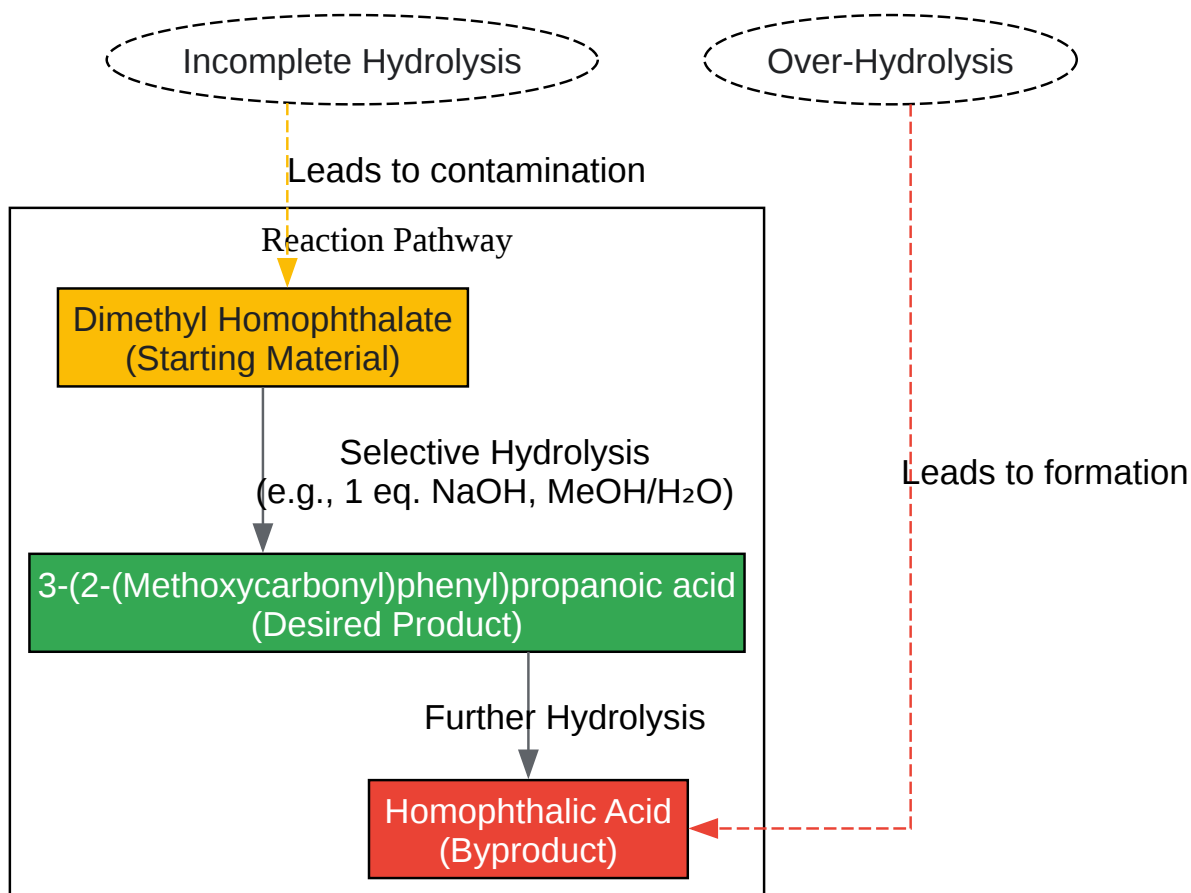 Incomplete Hydrolysis
Over-Hydrolysis
Leads to contamination
Reaction Pathway
Dimethyl Homophthalate
(Starting Material)
Selective Hydrolysis
(e.g., 1 eq. NaOH, MeOH/H₂O)
Leads to formation
3-(2-(Methoxycarbonyl)phenyl)propanoic acid
(Desired Product)
Further Hydrolysis
Homophthalic Acid
(Byproduct)